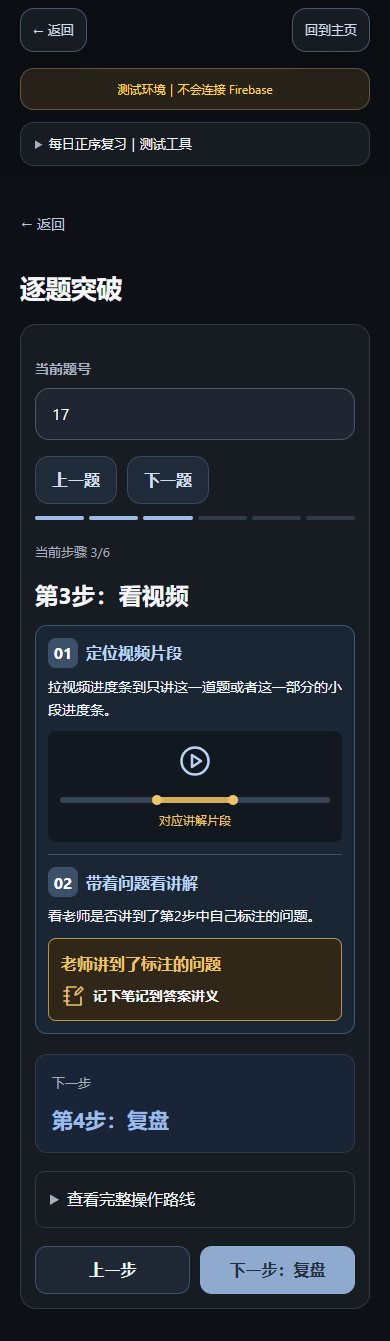 ← 返回
回到主页
测试环境 | 不会连接 Firebase
▶ 每日正序复习 | 测试工具
← 返回
逐题突破
当前题号
17
上一题
下一题
当前步骤 3/6
第3步：看视频
01 定位视频片段
拉视频进度条到只讲这一道题或者这一部分的小
段进度条。
对应讲解片段
02 带着问题看讲解
看老师是否讲到了第2步中自己标注的问题。
老师讲到了标注的问题
记下笔记到答案讲义
下一步
第4步：复盘
▶ 查看完整操作路线
上一步
下一步：复盘